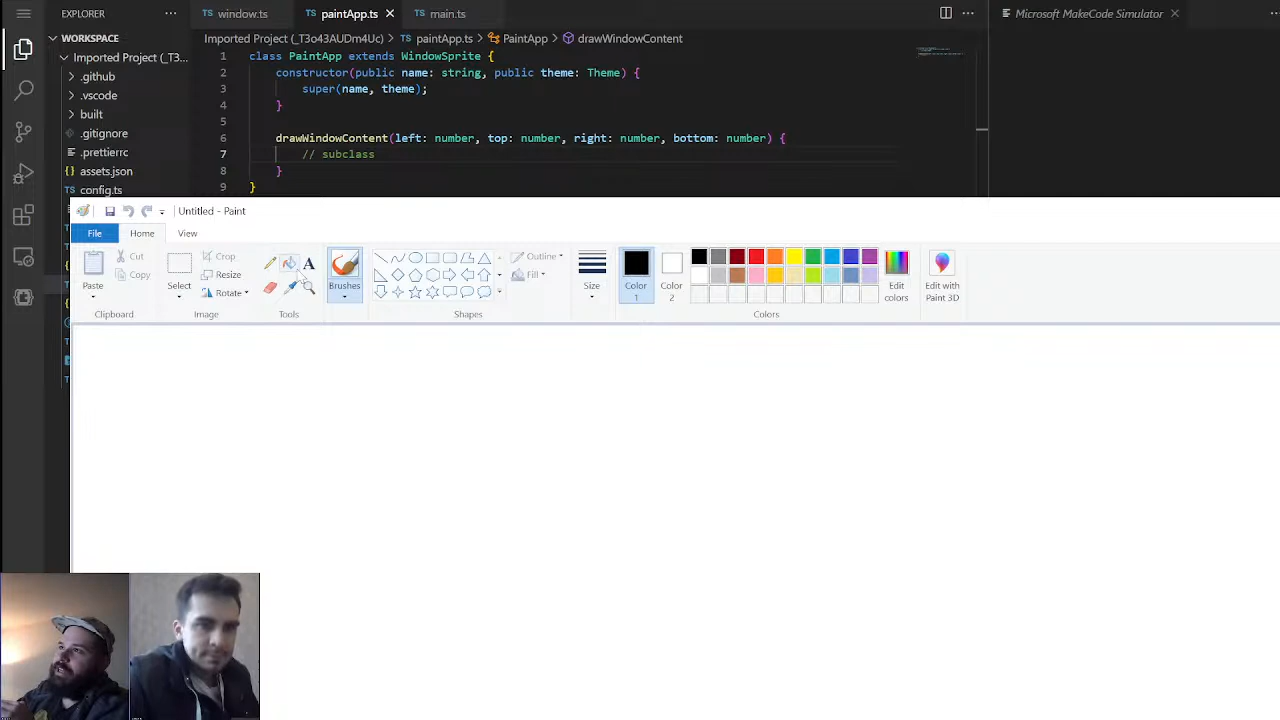 EXPLORER
window.ts
paintApp.ts
main.ts
Microsoft MakeCode Simulator
WORKSPACE
Imported Project (_T3...
.github
.vscode
built
.gitignore
.prettierrc
{} assets.json
config.ts
Imported Project (_T3o43AUDm4Uc) > TS paintApp.ts > PaintApp > drawWindowContent
1 class PaintApp extends WindowSprite {
2 constructor(public name: string, public theme: Theme) {
3 super(name, theme);
4 }
5
6 drawWindowContent(left: number, top: number, right: number, bottom: number) {
7 // subclass
8 }
9 }
Untitled - Paint
File Home View
Paste
Cut
Copy
Clipboard
Select
Crop
Resize
Rotate
Image
A
Tools
Brushes
Outline
Fill
Shapes
Size
Color 1
Color 2
Colors
Edit colors
Edit with Paint 3D